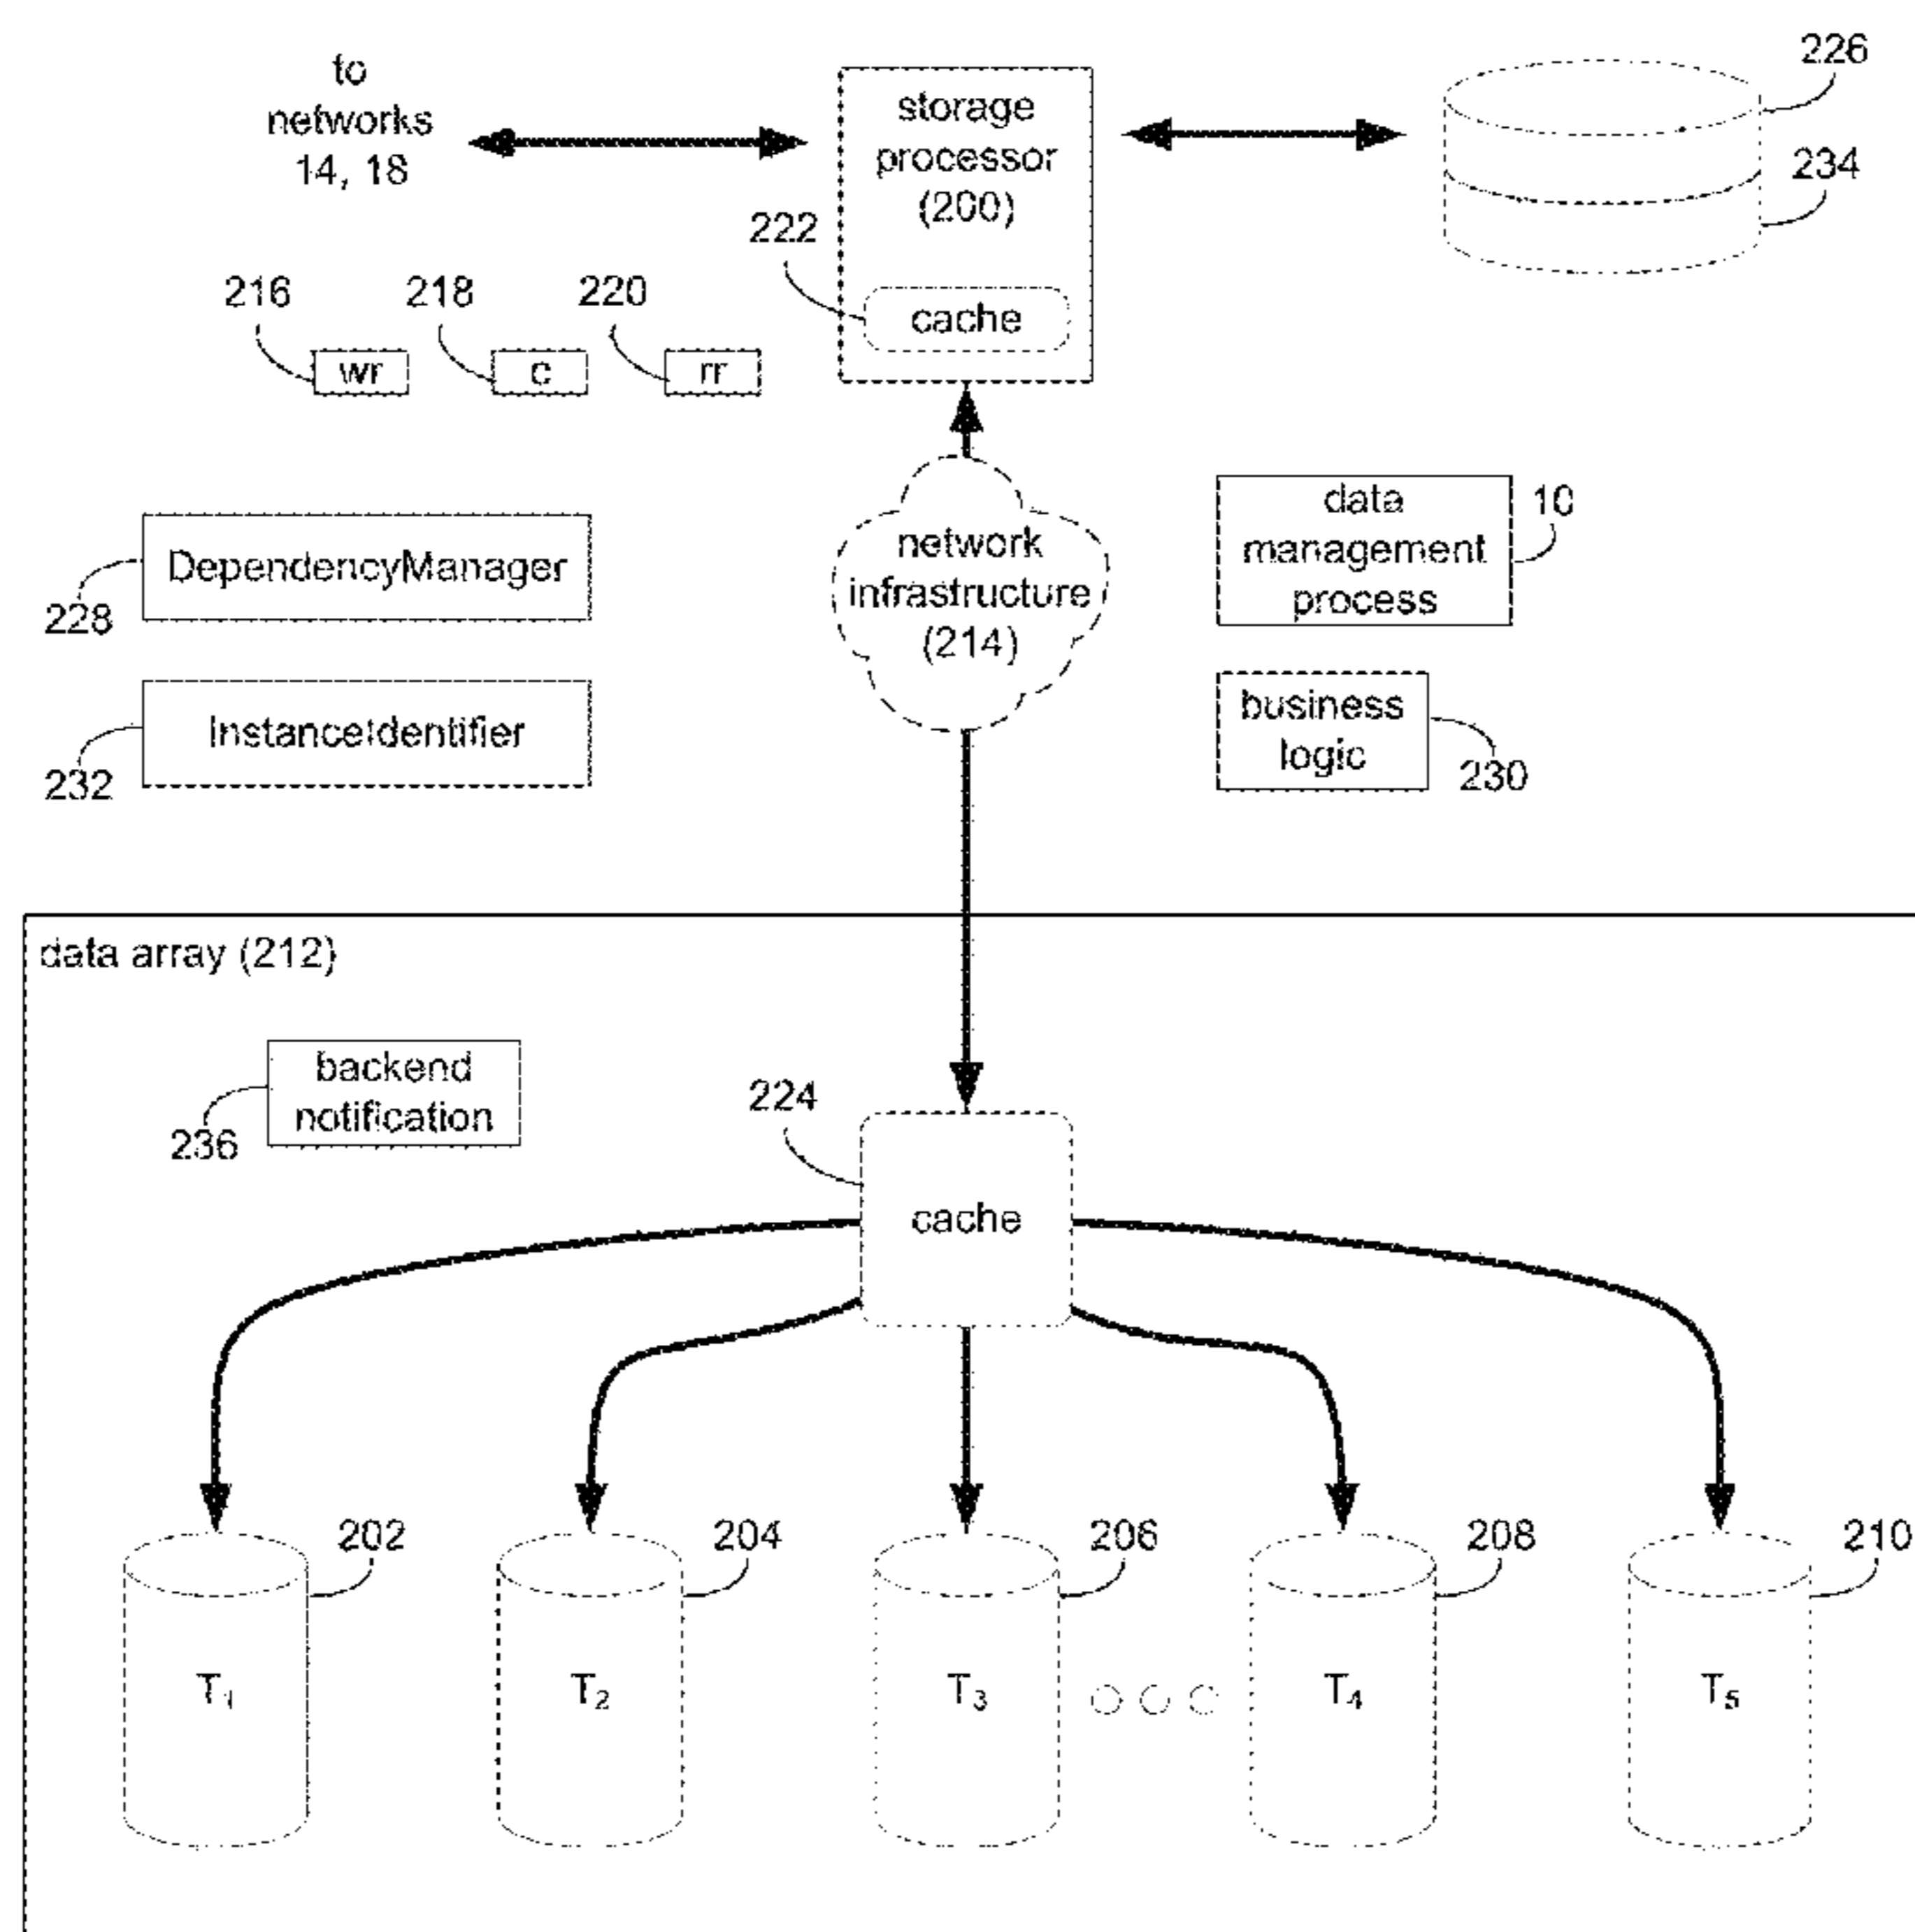 to
networks
14, 18
storage
processor
(200)
cache
222
226
234
216
218
220
wr
c
rr
network
infrastructure
(214)
data
management
process
10
DependencyManager
228
InstanceIdentifier
232
business
logic
230
data array (212)
backend
notification
236
224
cache
202
204
206
208
210
T1
T2
T3
T4
T5